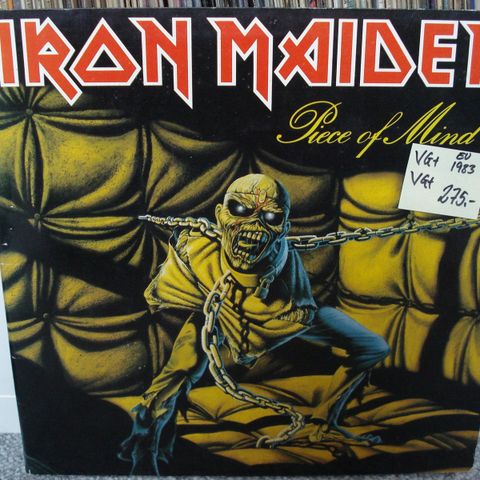 IRON MAIDEN
Piece of Mind
VG+ EU
1983
VG+
275.-